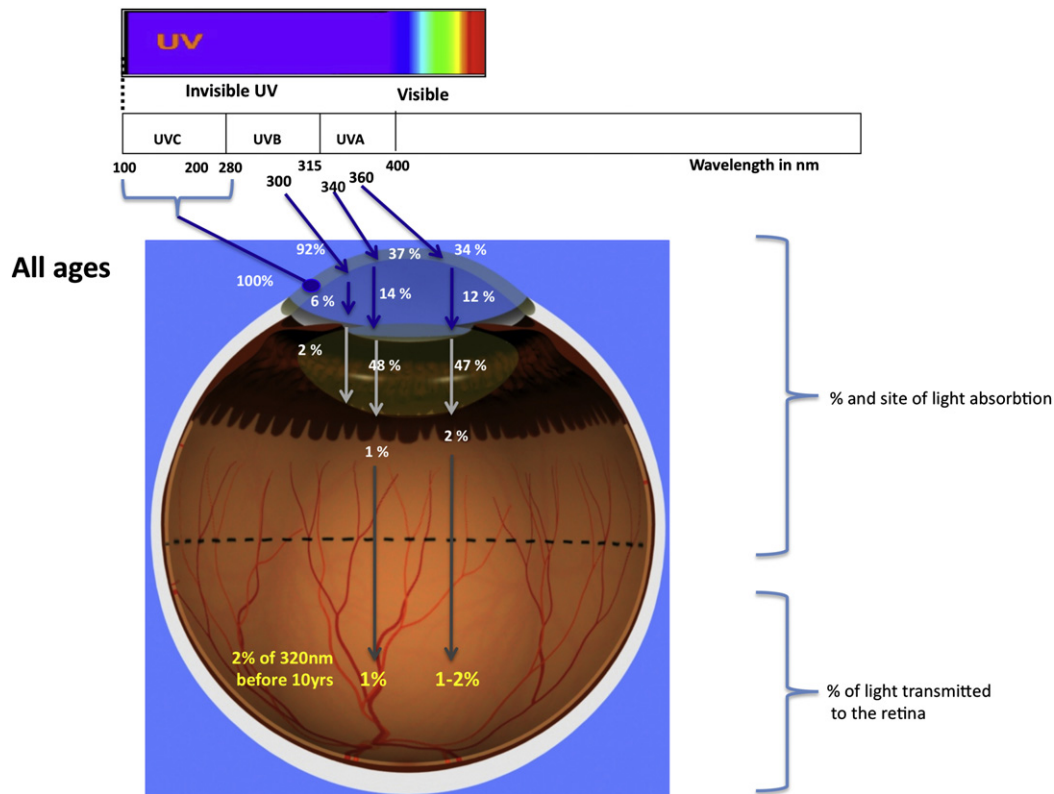 UV
Invisible UV
Visible
UVC UVB UVA
100 200 280 315 400 Wavelength in nm
300 340 360
All ages
92% 37 % 34 %
100%
6 % 14 % 12 %
2 % 48 % 47 %
1 % 2 %
% and site of light absorbtion
2% of 320nm
before 10yrs 1% 1-2%
% of light transmitted
to the retina